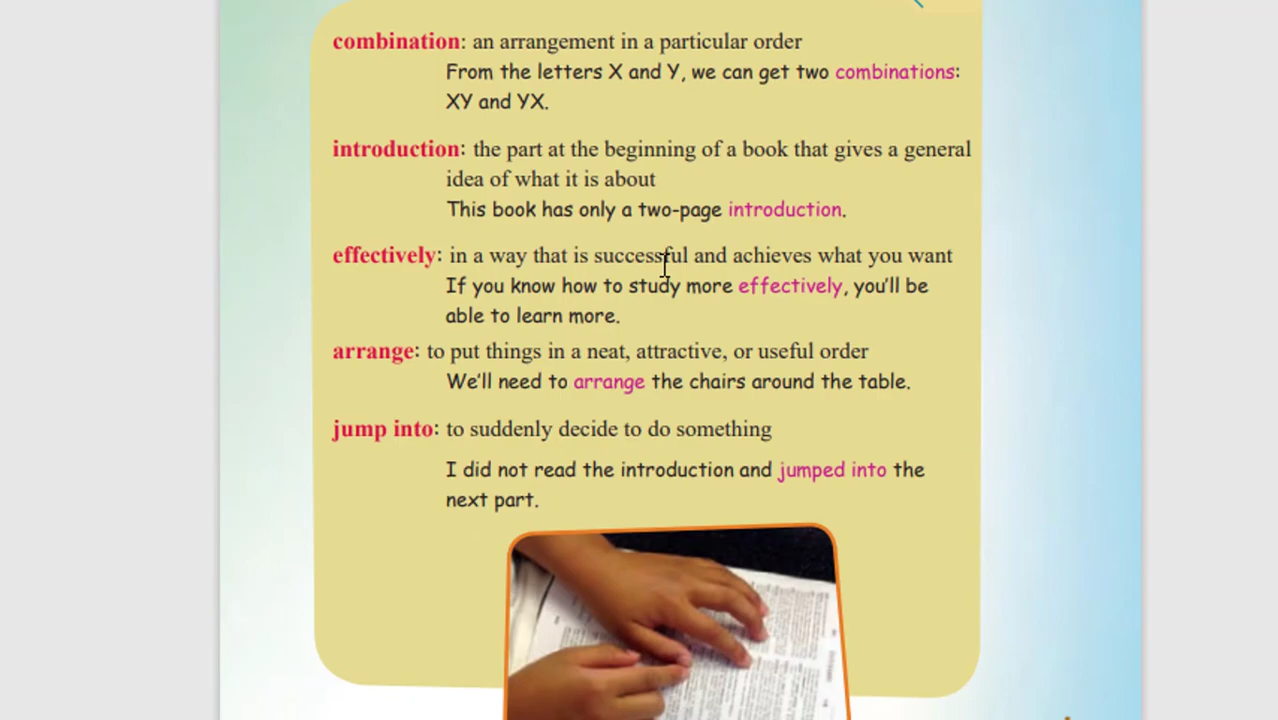 combination: an arrangement in a particular order
From the letters X and Y, we can get two combinations:
XY and YX.
introduction: the part at the beginning of a book that gives a general
idea of what it is about
This book has only a two-page introduction.
effectively: in a way that is successful and achieves what you want
If you know how to study more effectively, you'll be
able to learn more.
arrange: to put things in a neat, attractive, or useful order
We'll need to arrange the chairs around the table.
jump into: to suddenly decide to do something
I did not read the introduction and jumped into the
next part.